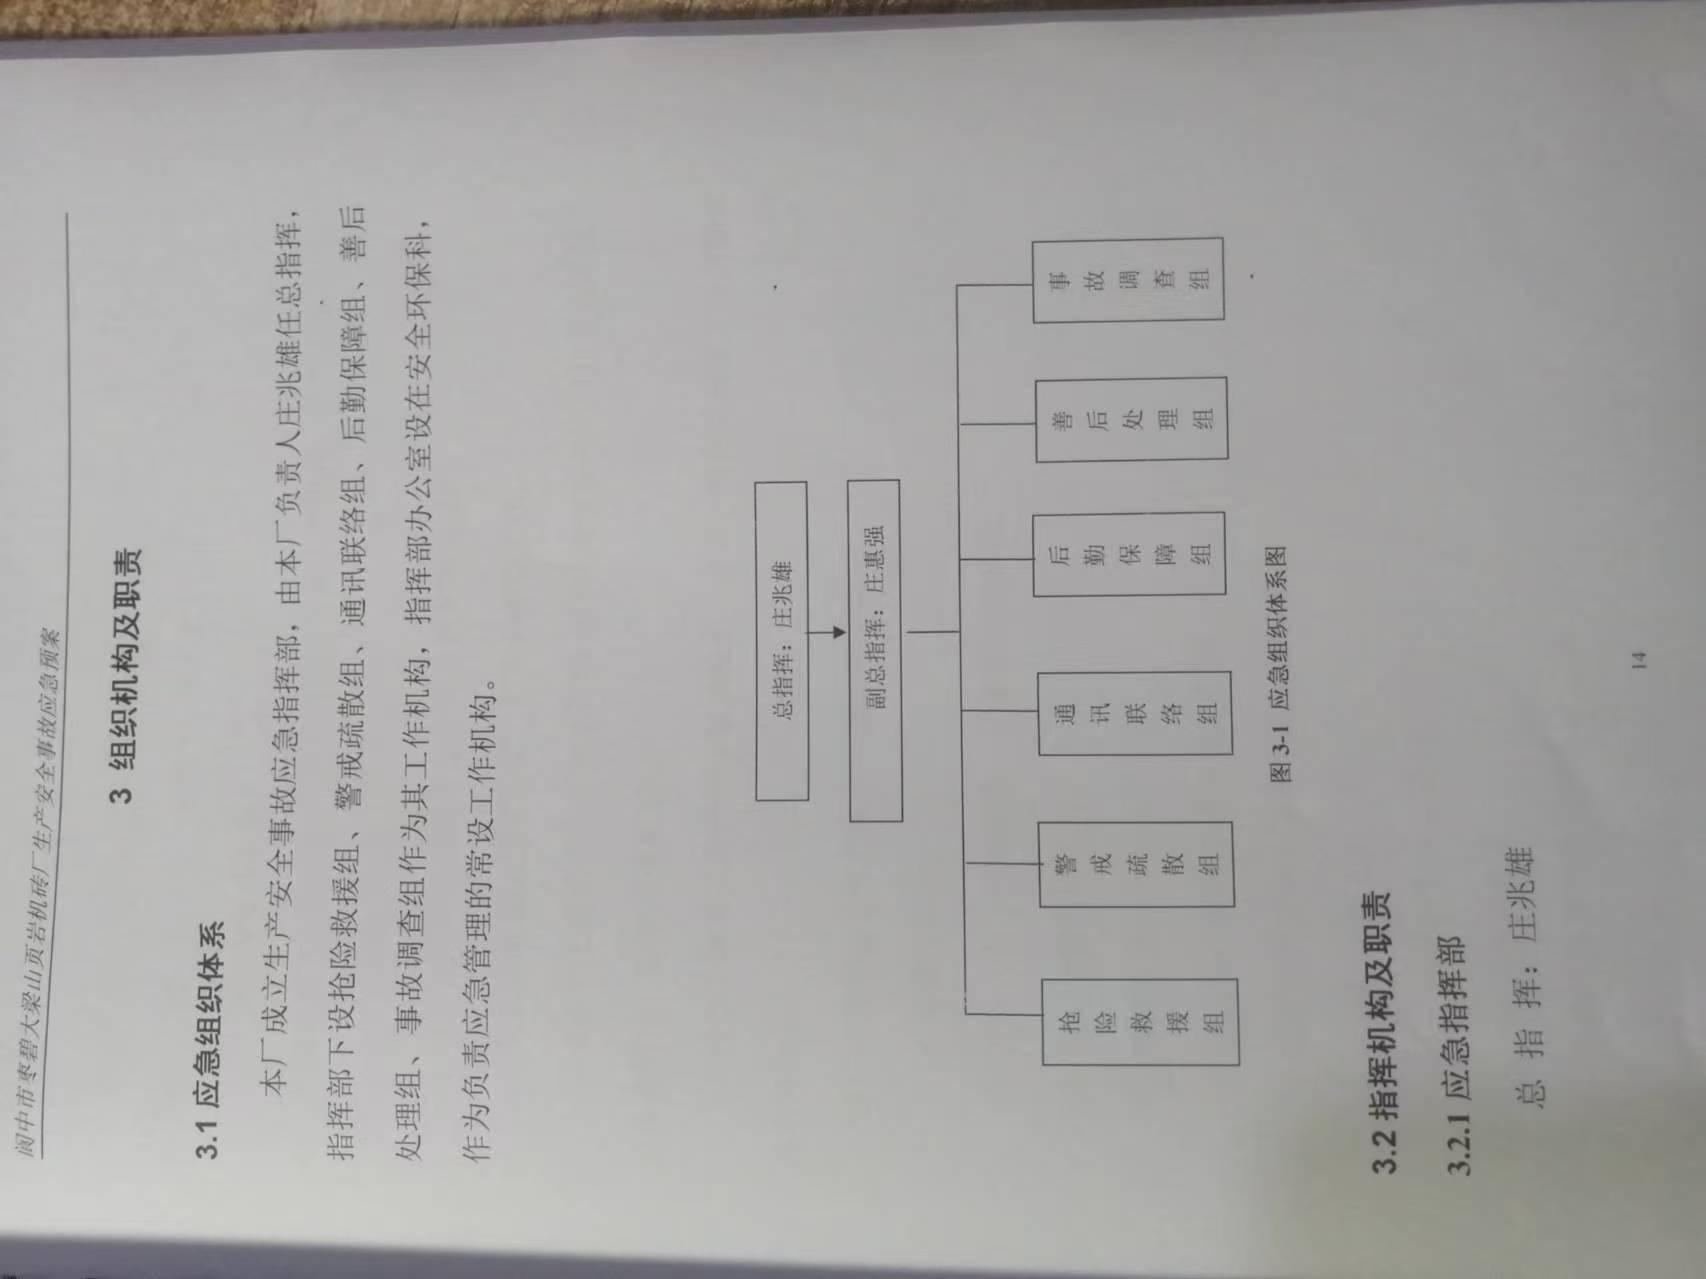 阆中市枣碧大梁山页岩机砖厂生产安全事故应急预案
3 组织机构及职责
3.1 应急组织体系
本厂成立生产安全事故应急指挥部，由本厂负责人庄兆雄任总指挥，
指挥部下设抢险救援组、警戒疏散组、通讯联络组、后勤保障组、善后
处理组、事故调查组作为其工作机构，指挥部办公室设在安全环保科，
作为负责应急管理的常设工作机构。
总指挥：庄兆雄
副总指挥：庄惠强
抢险救援组
警戒疏散组
通讯联络组
后勤保障组
善后处理组
事故调查组
图 3-1 应急组织体系图
3.2 指挥机构及职责
3.2.1 应急指挥部
总 指 挥：庄兆雄
14